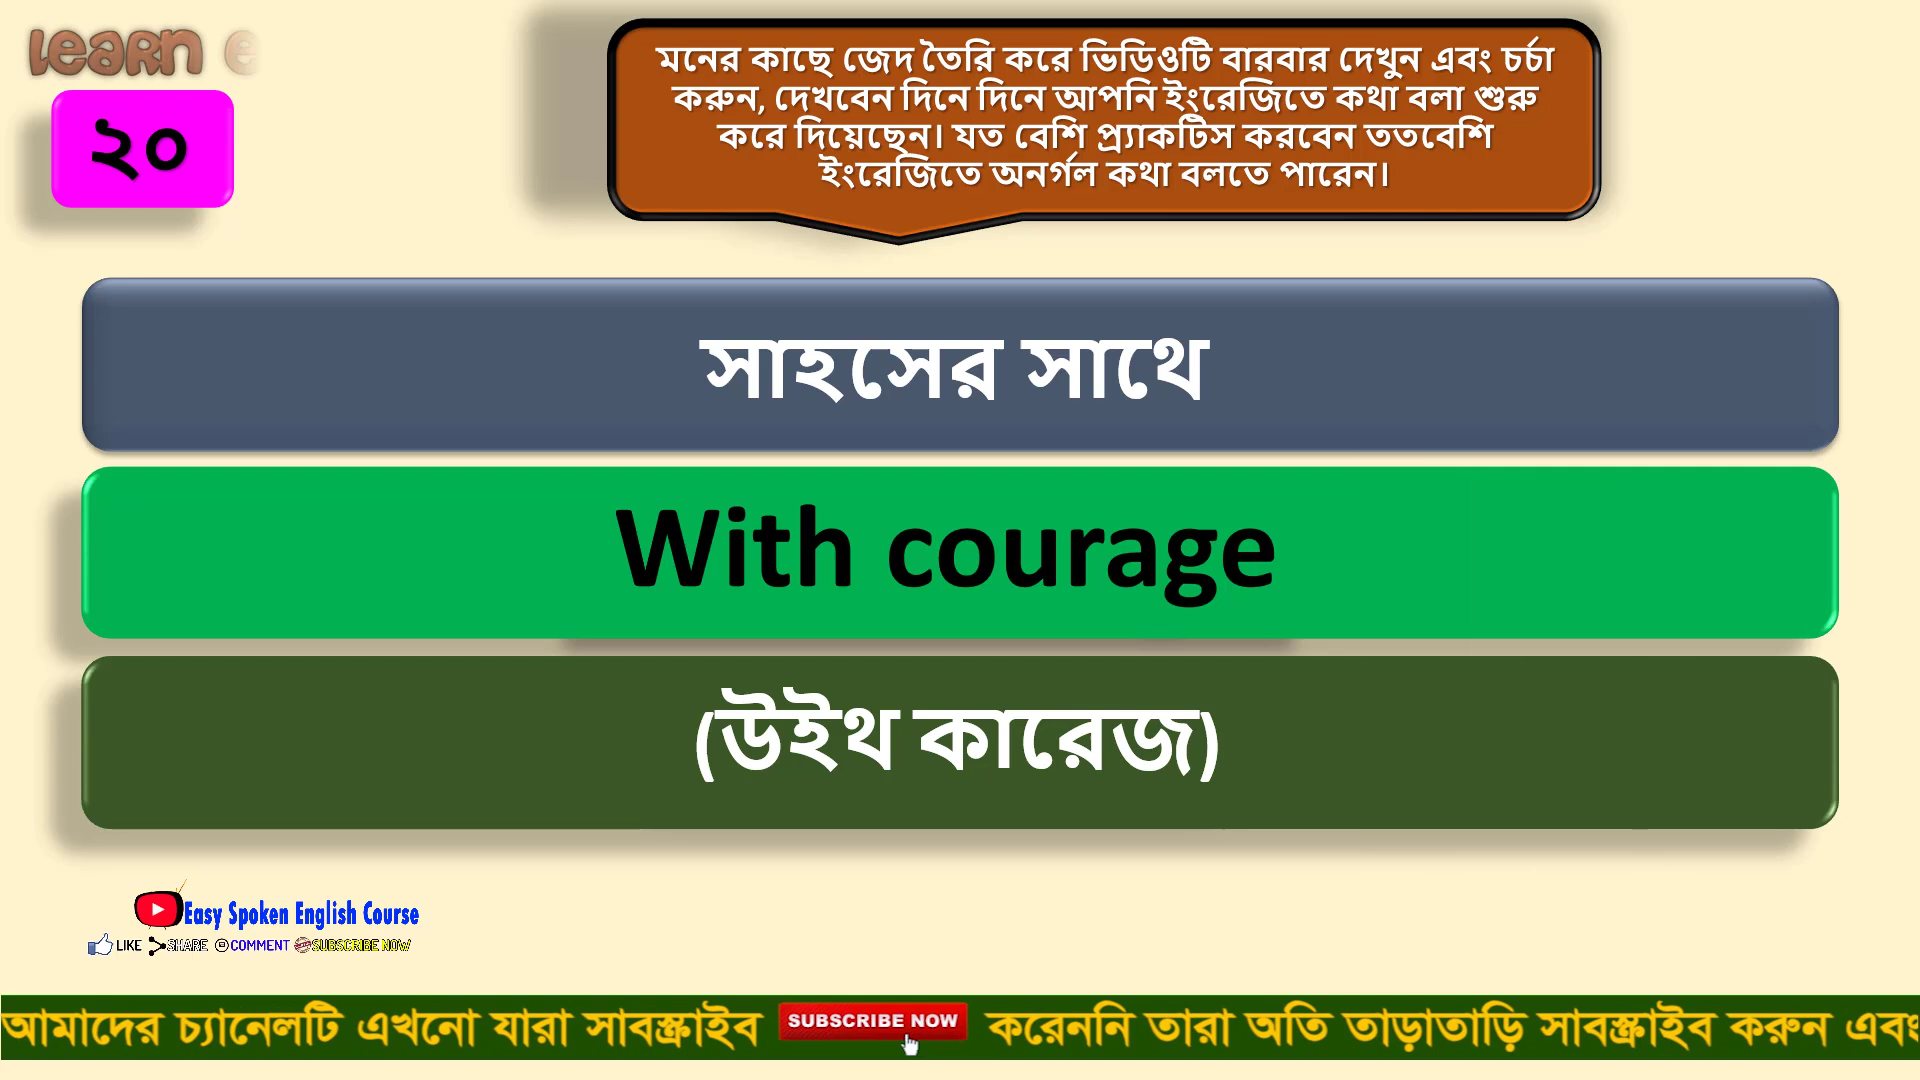 Learn
২০
মনের কাছে জেদ তৈরি করে ভিডিওটি বারবার দেখুন এবং চর্চা
করুন, দেখবেন দিনে দিনে আপনি ইংরেজিতে কথা বলা শুরু
করে দিয়েছেন। যত বেশি প্র্যাকটিস করবেন ততবেশি
ইংরেজিতে অনর্গল কথা বলতে পারেন।
সাহসের সাথে
With courage
(উইথ কারেজ)
Easy Spoken English Course
LIKE SHARE COMMENT SUBSCRIBE NOW
আমাদের চ্যানেলটি এখনো যারা সাবস্ক্রাইব SUBSCRIBE NOW করেননি তারা অতি তাড়াতাড়ি সাবস্ক্রাইব করুন এবং